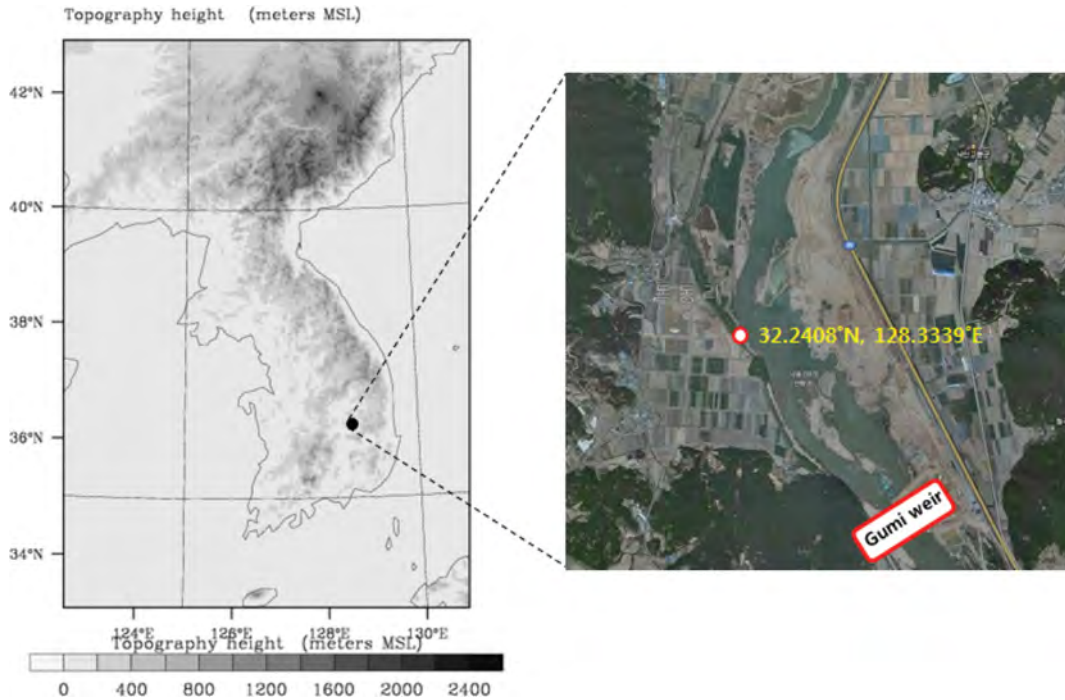 Topography height (meters MSL)
42°N
40°N
38°N
36°N
34°N
124°E 126°E 128°E 130°E
Topography height (meters MSL)
0 400 800 1200 1600 2000 2400
32.2408°N, 128.3339°E
Gumi weir